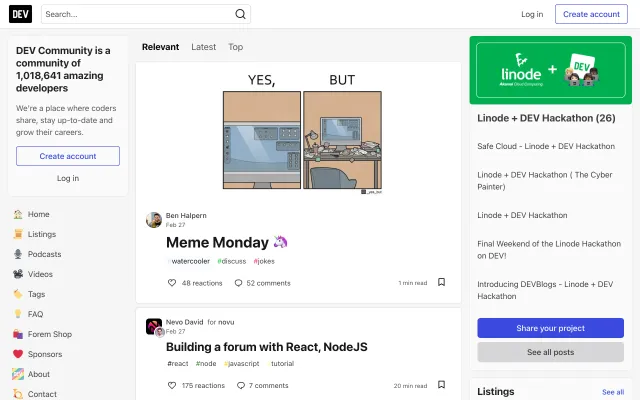 DEV
Search...
Log in
Create account
DEV Community is a
community of
1,018,641 amazing
developers
We're a place where coders
share, stay up-to-date and
grow their careers.
Create account
Log in
Home
Listings
Podcasts
Videos
Tags
FAQ
Forem Shop
Sponsors
About
Contact
Relevant
Latest
Top
YES, BUT
_yes_but
Ben Halpern
Feb 27
Meme Monday 🦄
#watercooler #discuss #jokes
48 reactions
52 comments
1 min read
Nevo David for novu
Feb 27
Building a forum with React, NodeJS
#react #node #javascript tutorial
175 reactions
7 comments
20 min read
linode + DEV
Linode + DEV Hackathon (26)
Safe Cloud - Linode + DEV Hackathon
Linode + DEV Hackathon ( The Cyber
Painter)
Linode + DEV Hackathon
Final Weekend of the Linode Hackathon
on DEV!
Introducing DEVBlogs - Linode + DEV
Hackathon
Share your project
See all posts
Listings
See all